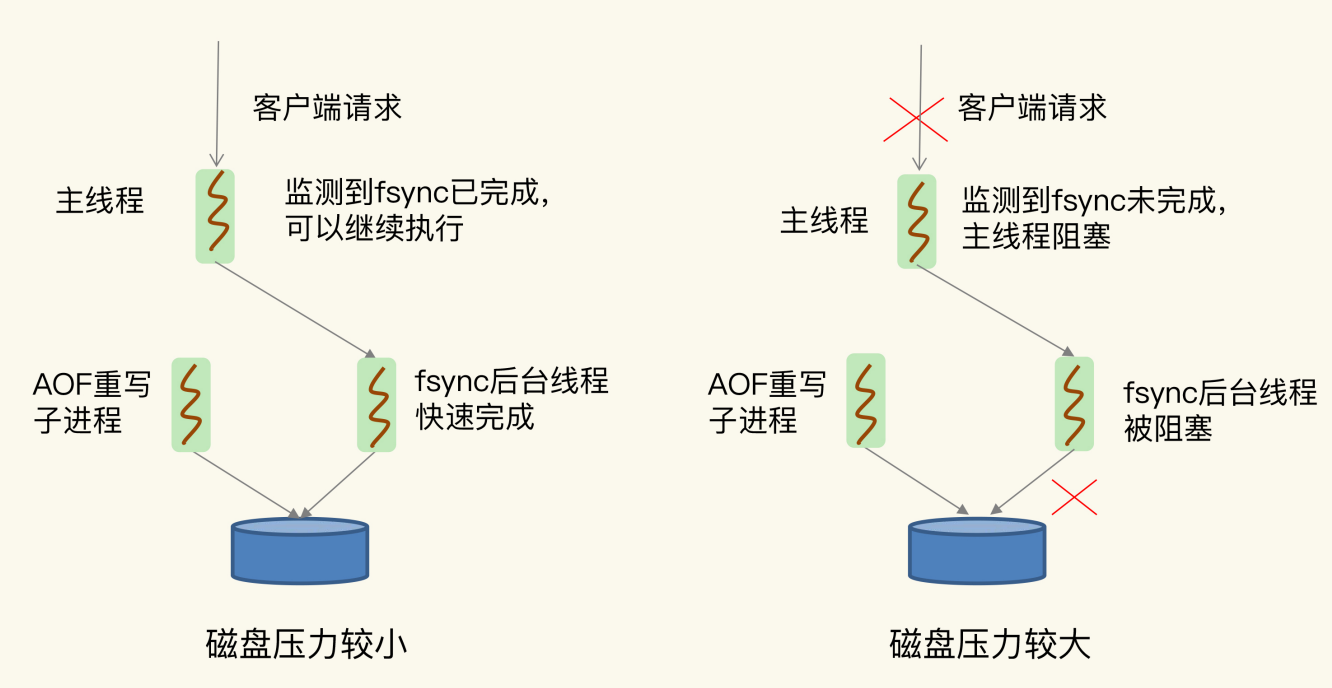 客户端请求
主线程
监测到fsync已完成，
可以继续执行
AOF重写
子进程
fsync后台线程
快速完成
磁盘压力较小
客户端请求
主线程
监测到fsync未完成，
主线程阻塞
AOF重写
子进程
fsync后台线程
被阻塞
磁盘压力较大